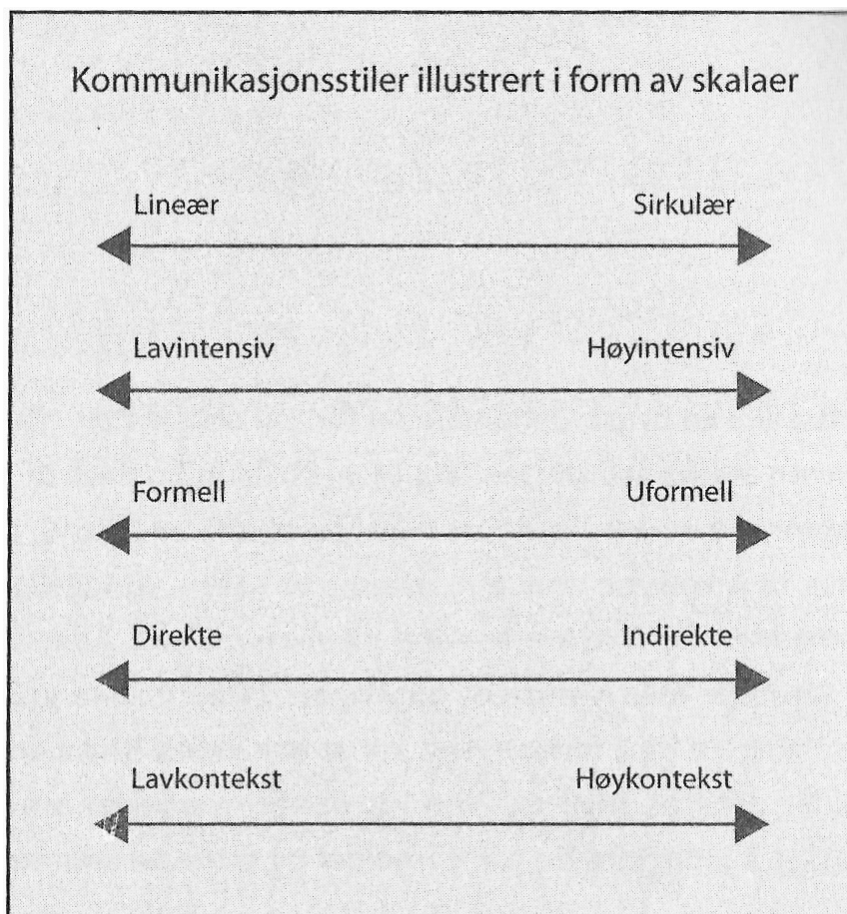 Kommunikasjonsstiler illustrert i form av skalaer
Lineær Sirkulær
Lavintensiv Høyintensiv
Formell Uformell
Direkte Indirekte
Lavkontekst Høykontekst